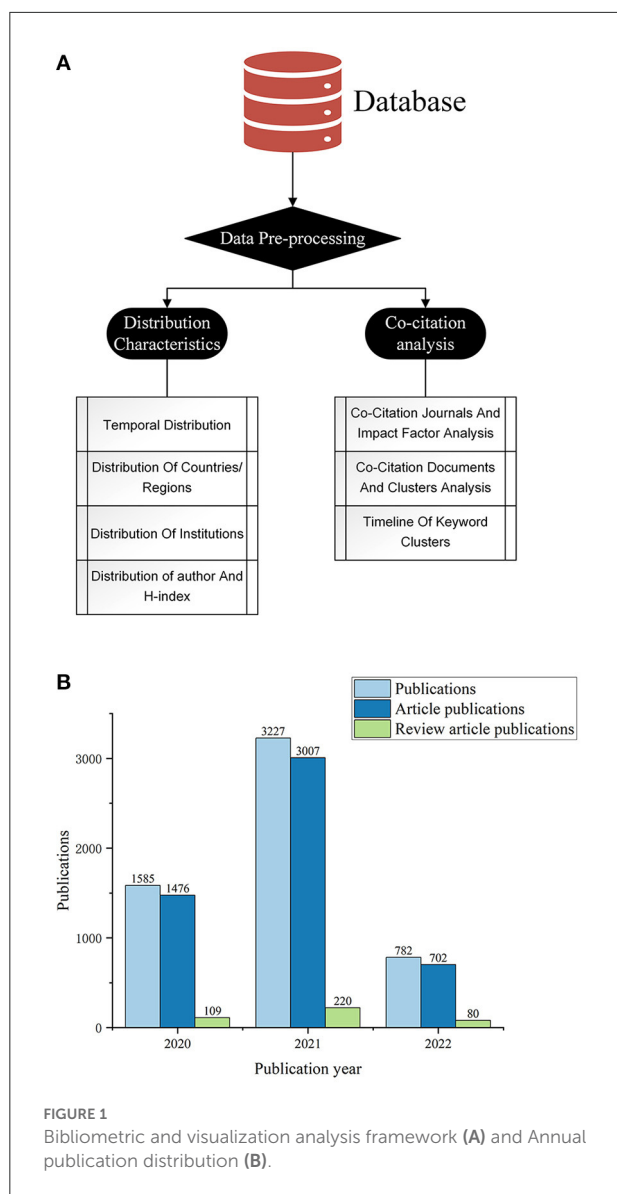 A
Database
Data Pre-processing
Distribution
Characteristics
Co-citation
analysis
Temporal Distribution
Distribution Of Countries/
Regions
Distribution Of Institutions
Distribution of author And
H-index
Co-Citation Journals And
Impact Factor Analysis
Co-Citation Documents
And Clusters Analysis
Timeline Of Keyword
Clusters
B
Publications
Article publications
Review article publications
Publications
3000
2000
1000
0
1585
1476
109
3227
3007
220
782
702
80
2020
2021
2022
Publication year
FIGURE 1
Bibliometric and visualization analysis framework (A) and Annual
publication distribution (B).